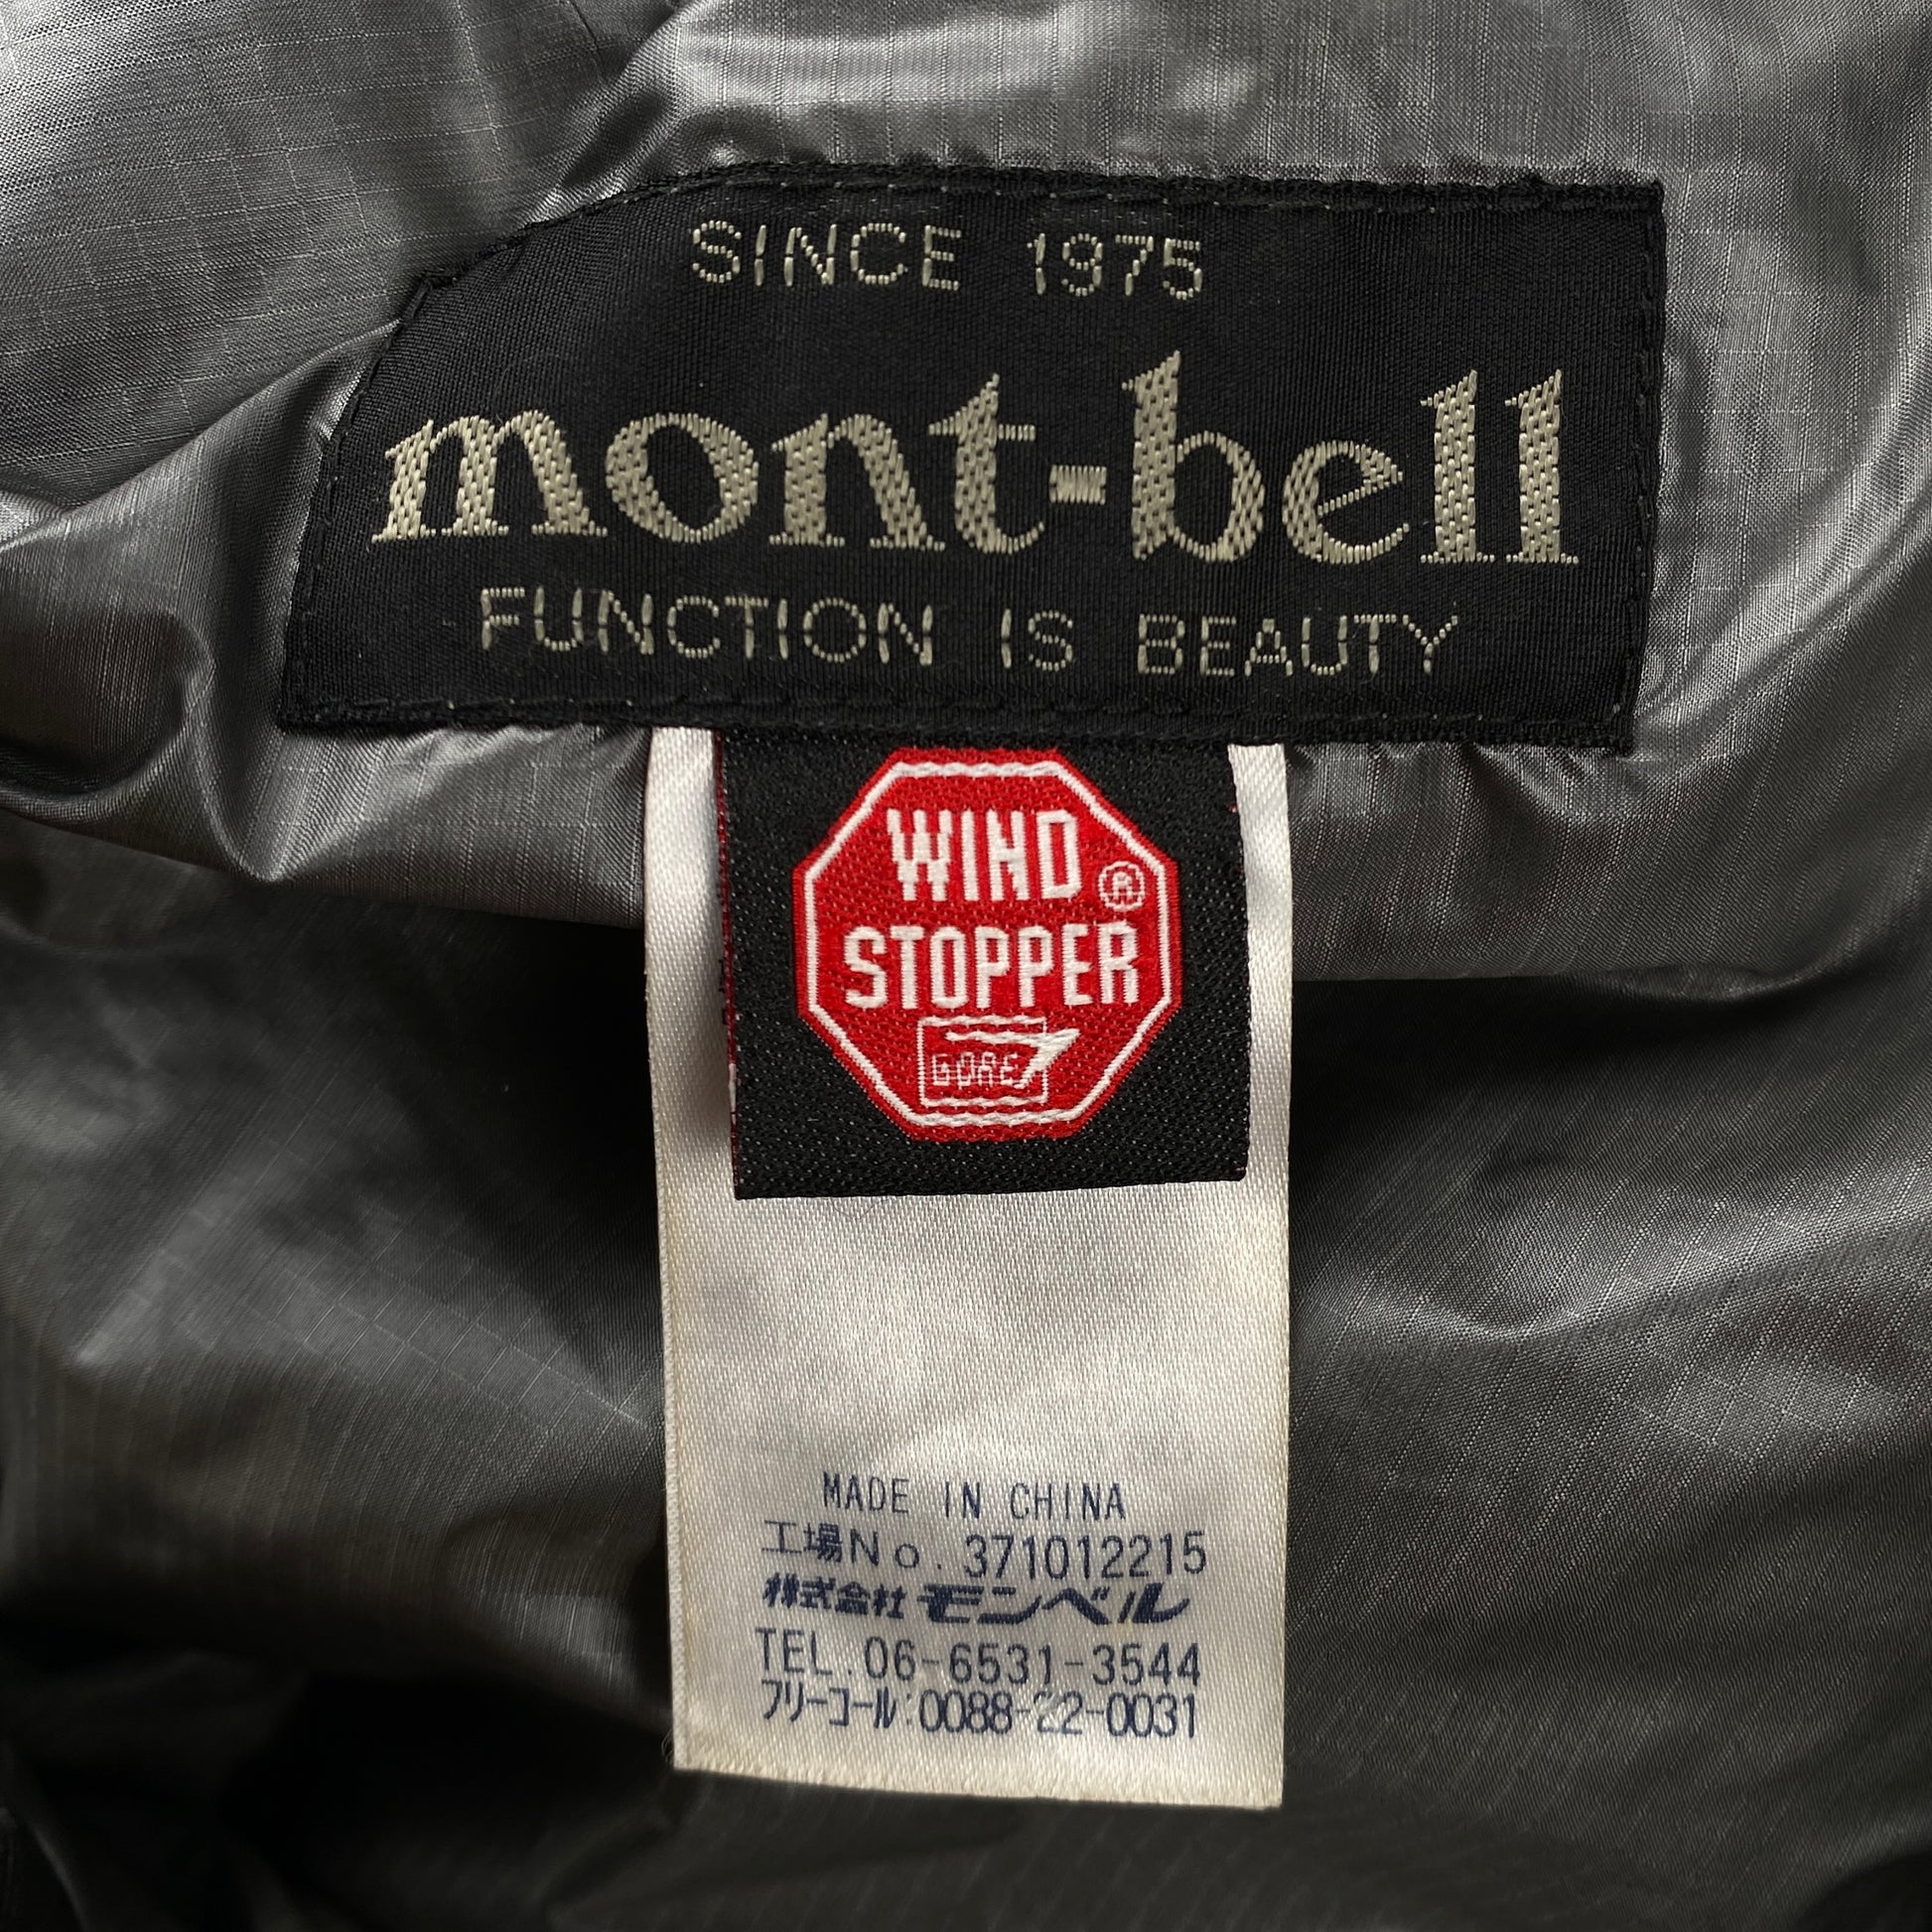 SINCE 1975
mont-bell
FUNCTION IS BEAUTY
WIND
STOPPER®
GORE
MADE IN CHINA
工場No.371012215
株式会社モンベル
TEL.06-6531-3544
フリーコール:0088-22-0031